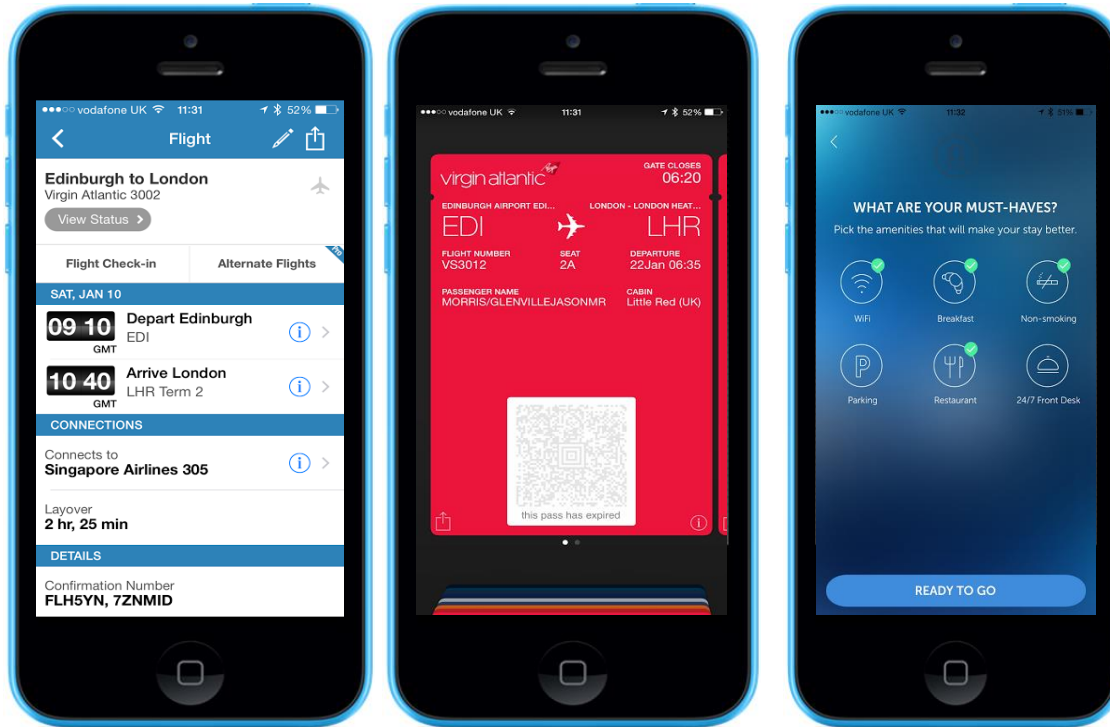 vodafone UK 11:31 52%
Flight
Edinburgh to London
Virgin Atlantic 3002
View Status
Flight Check-in Alternate Flights
PRO
SAT, JAN 10
09 10 Depart Edinburgh
GMT EDI
10 40 Arrive London
GMT LHR Term 2
CONNECTIONS
Connects to
Singapore Airlines 305
Layover
2 hr, 25 min
DETAILS
Confirmation Number
FLH5YN, 7ZNMID
vodafone UK 11:31 52%
virgin atlantic GATE CLOSES
06:20
EDINBURGH AIRPORT EDI... LONDON - LONDON HEAT...
EDI LHR
FLIGHT NUMBER SEAT DEPARTURE
VS3012 2A 22Jan 06:35
PASSENGER NAME CABIN
MORRIS/GLENVILLEJASONMR Little Red (UK)
this pass has expired
vodafone UK 11:32 51%
WHAT ARE YOUR MUST-HAVES?
Pick the amenities that will make your stay better.
WiFi Breakfast Non-smoking
P
Parking Restaurant 24/7 Front Desk
READY TO GO